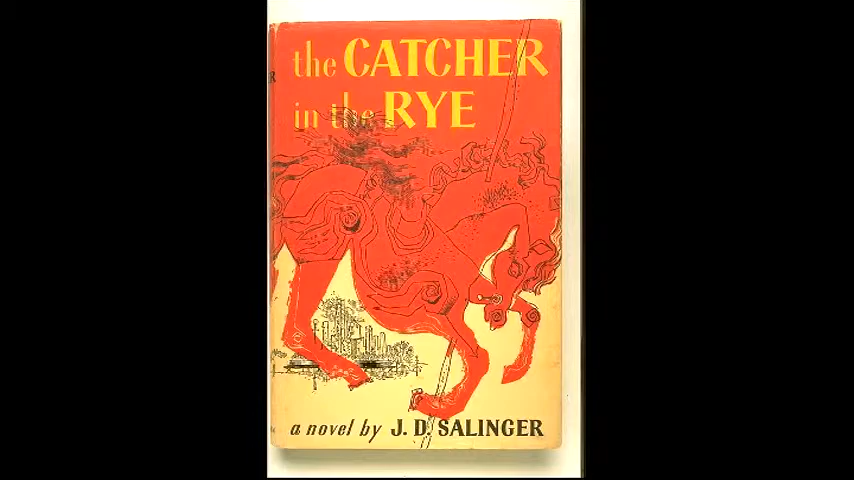 the CATCHER
in the RYE
a novel by J. D. SALINGER